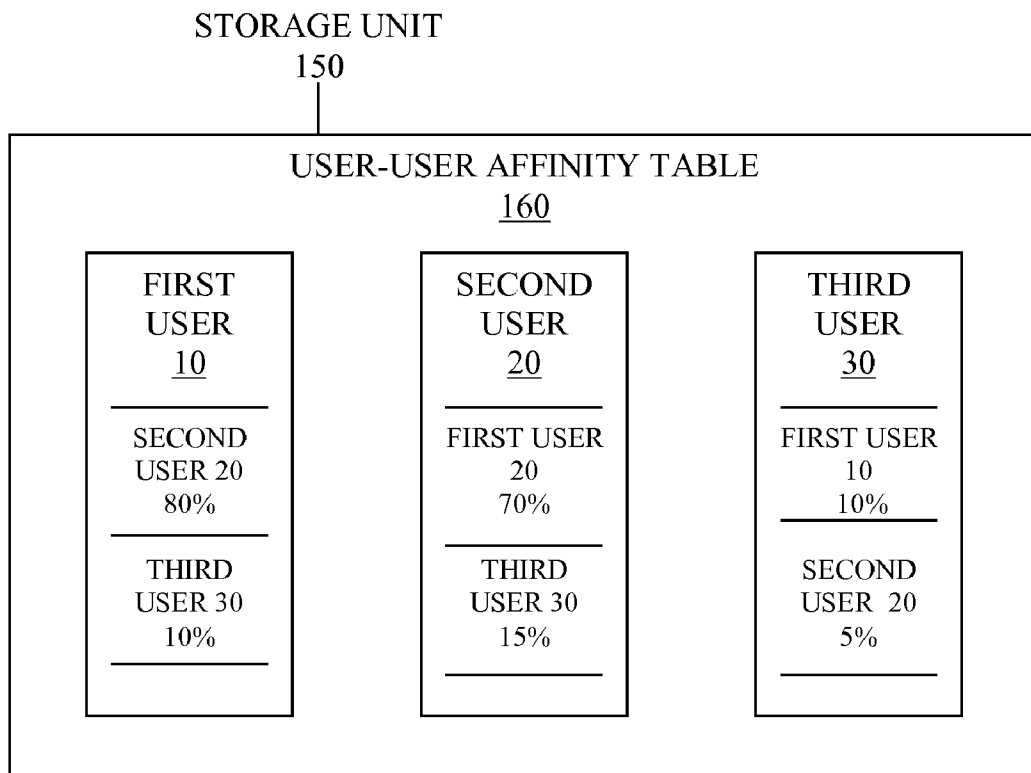 STORAGE UNIT
150
USER-USER AFFINITY TABLE
160
FIRST
USER
10
SECOND
USER 20
80%
THIRD
USER 30
10%
SECOND
USER
20
FIRST USER
20
70%
THIRD
USER 30
15%
THIRD
USER
30
FIRST USER
10
10%
SECOND
USER 20
5%